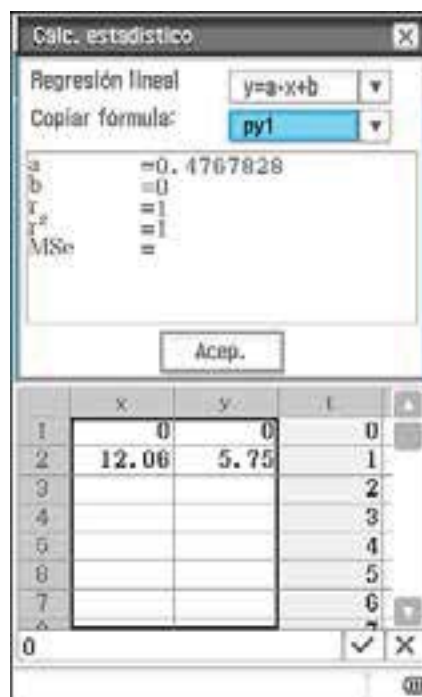 Calc. estadístico
Regresión lineal y=a·x+b
Copiar fórmula: py1
a =0.4767828
b =0
r =1
r² =1
MSe =
Acep.
x y t
1 0 0 0
2 12.06 5.75 1
3 2
4 3
5 4
6 5
7 6
0